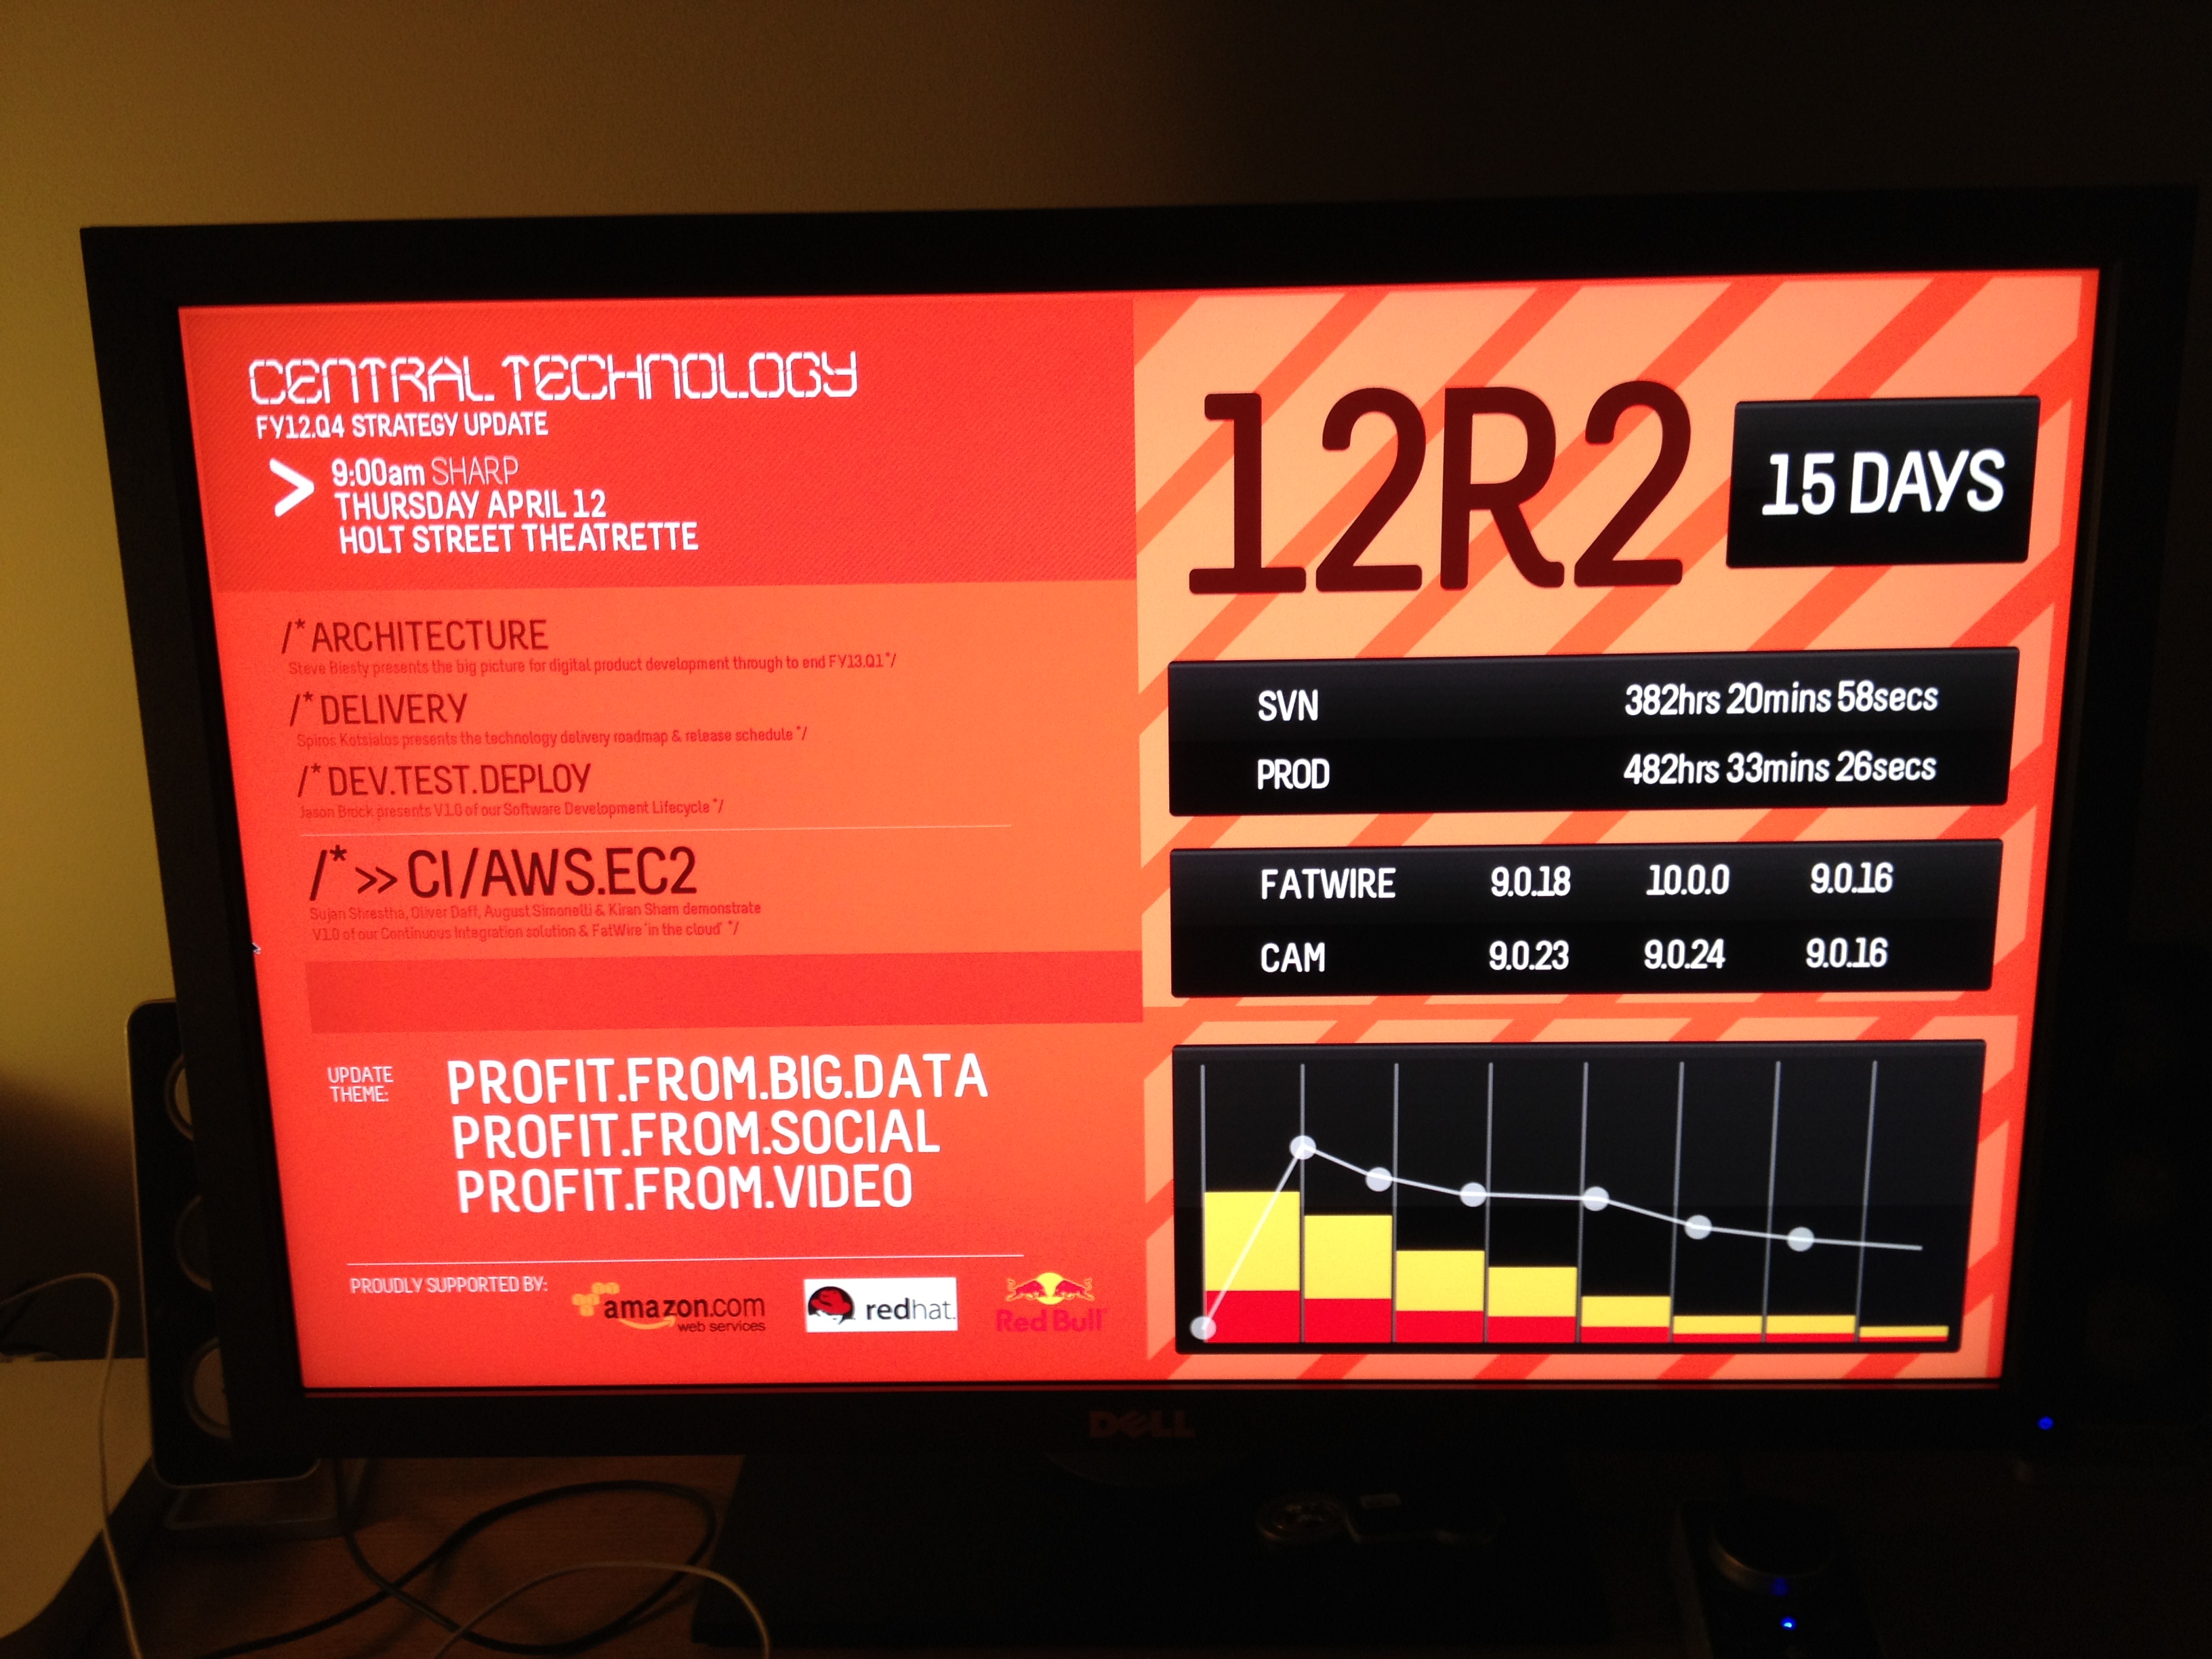 CENTRAL TECHNOLOGY
FY12.Q4 STRATEGY UPDATE
> 9:00am SHARP
THURSDAY APRIL 12
HOLT STREET THEATRETTE
/* ARCHITECTURE
Steve Biesty presents the big picture for digital product development through to end FY13.Q1 */
/* DELIVERY
Spiros Kotsialos presents the technology delivery roadmap & release schedule */
/* DEV.TEST.DEPLOY
Jason Brock presents V1.0 of our Software Development Lifecycle */
/* >> CI/AWS.EC2
Sujan Shrestha, Oliver Daff, August Simonelli & Kiran Sham demonstrate
V1.0 of our Continuous Integration solution & FatWire 'in the cloud' */
UPDATE
THEME:
PROFIT.FROM.BIG.DATA
PROFIT.FROM.SOCIAL
PROFIT.FROM.VIDEO
PROUDLY SUPPORTED BY:
amazon.com
web services
redhat.
Red Bull
12R2
15 DAYS
SVN 382hrs 20mins 58secs
PROD 482hrs 33mins 26secs
FATWIRE 9.0.18 10.0.0 9.0.16
CAM 9.0.23 9.0.24 9.0.16
DELL